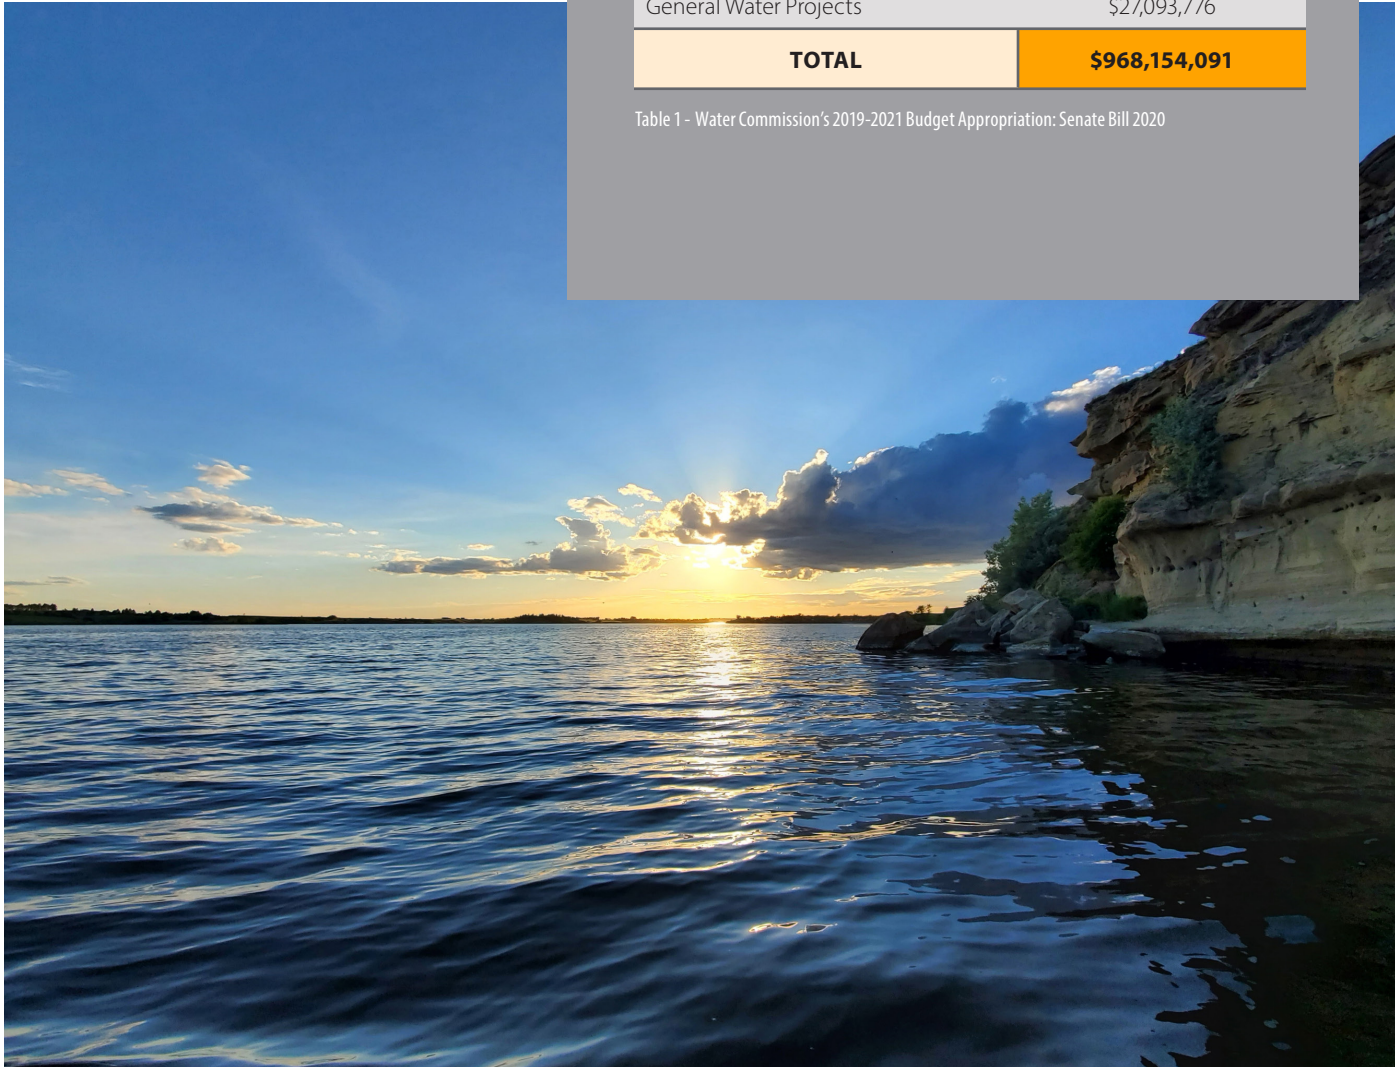 General Water Projects $27,093,776
TOTAL $968,154,091
Table 1 - Water Commission's 2019-2021 Budget Appropriation: Senate Bill 2020